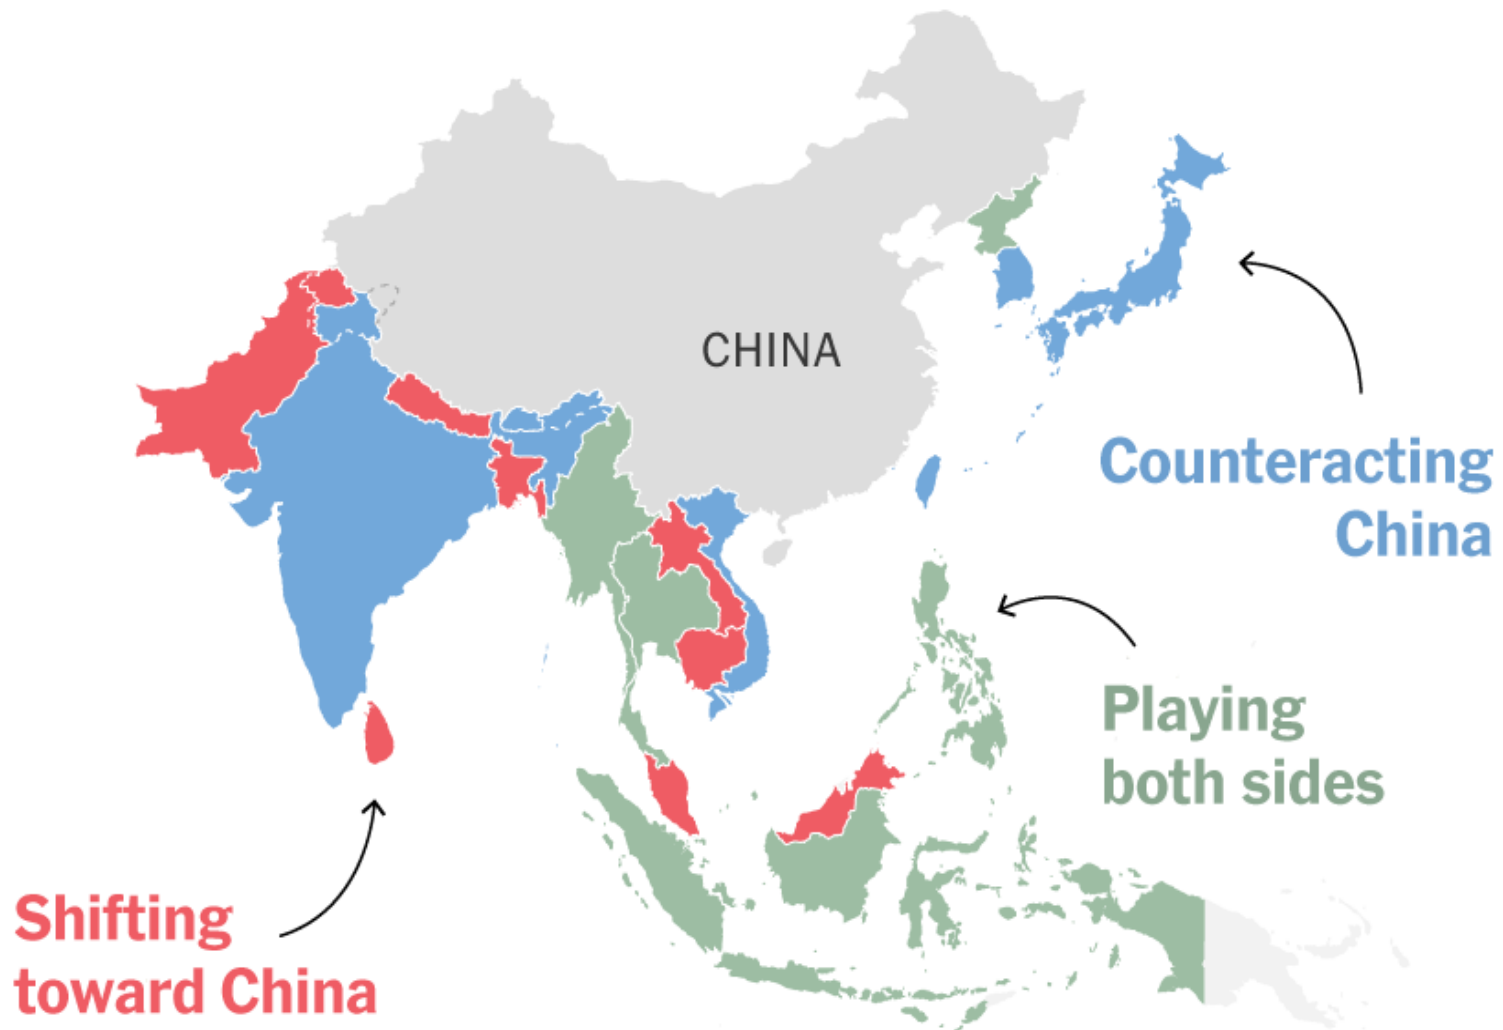 CHINA
Counteracting
China
Playing
both sides
Shifting
toward China